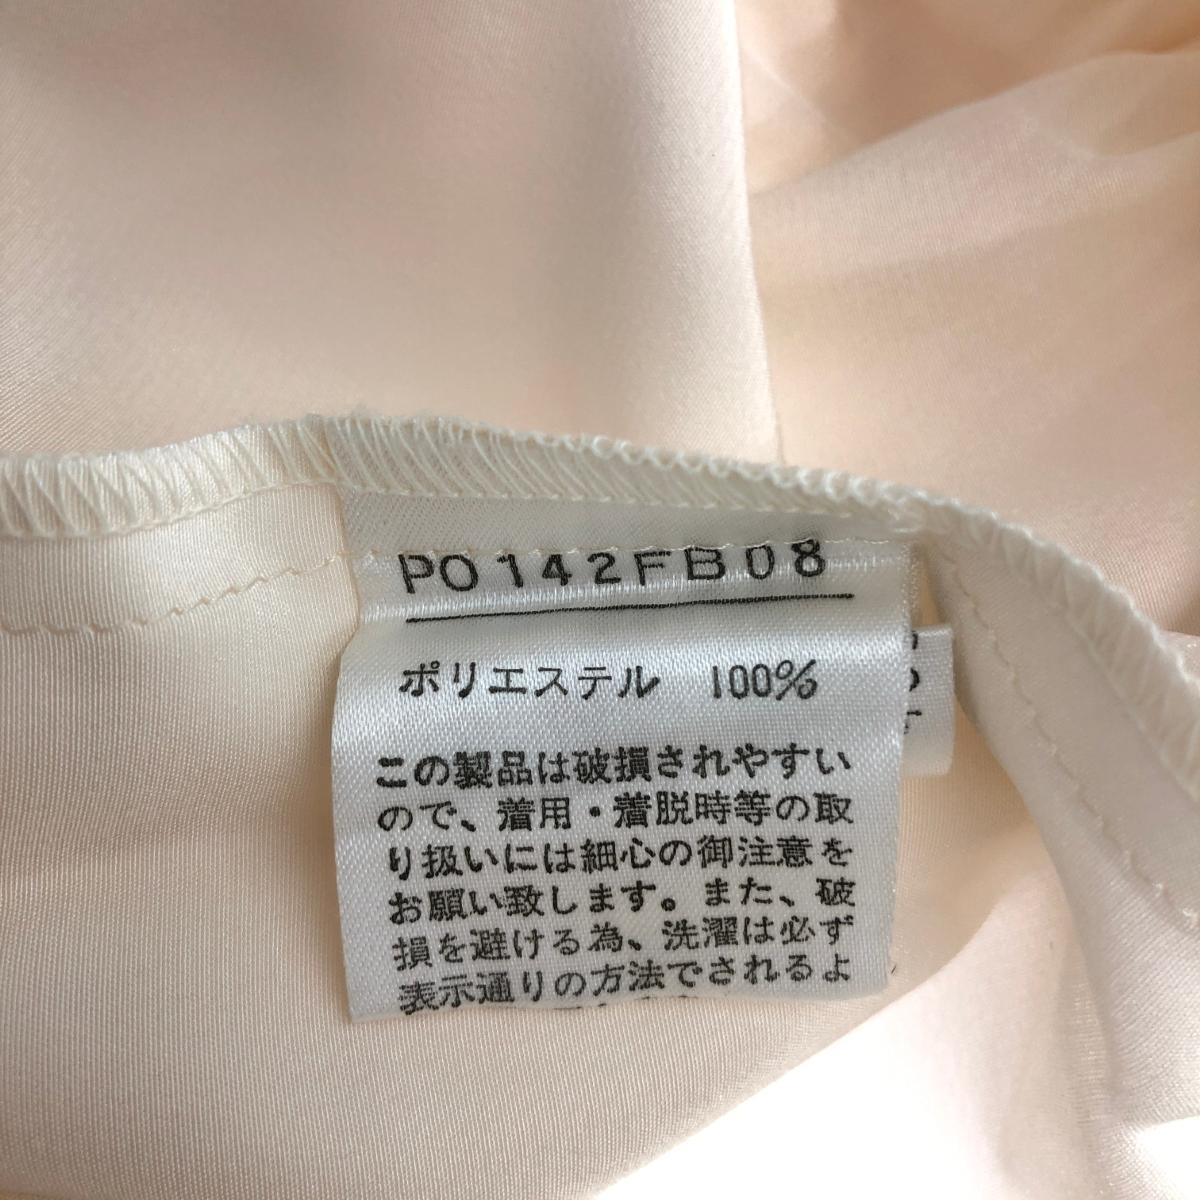 PO142FB08
ポリエステル 100%
この製品は破損されやすい
ので、着用・着脱時等の取
り扱いには細心の御注意を
お願い致します。また、破
損を避ける為、洗濯は必ず
表示通りの方法でされるよ